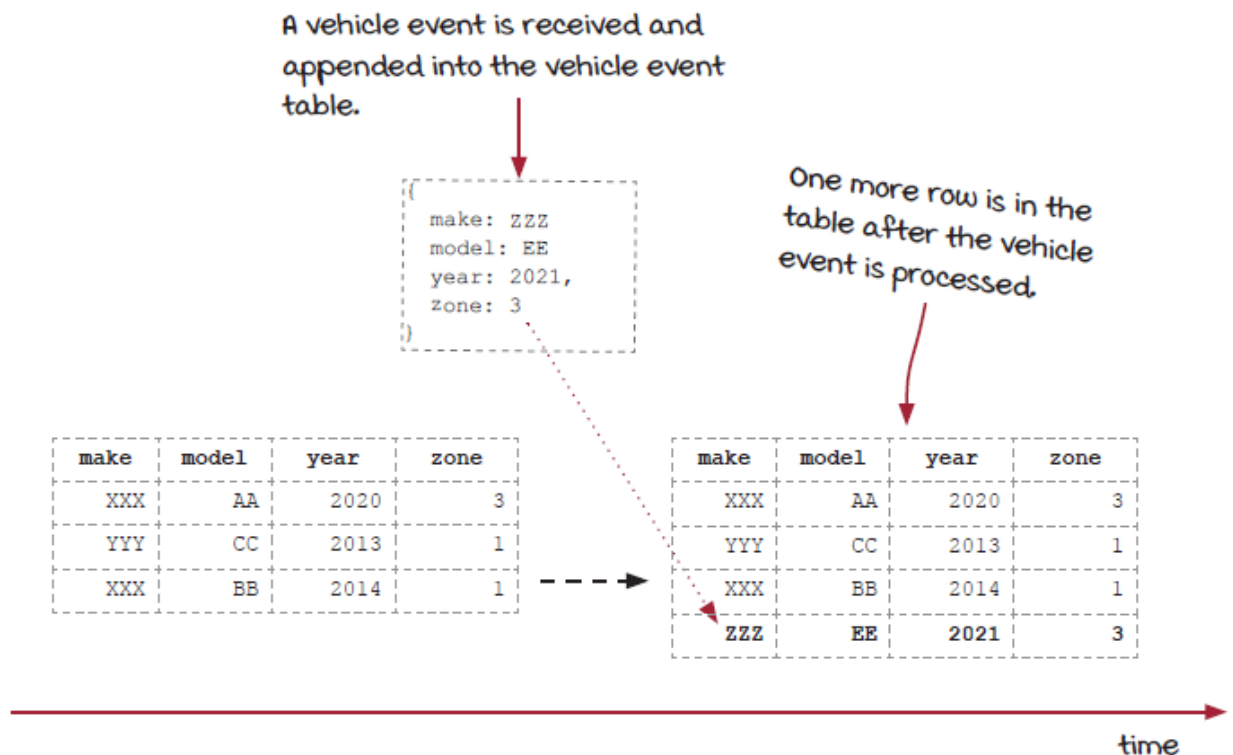 A vehicle event is received and
appended into the vehicle event
table.
{
make: ZZZ
model: EE
year: 2021,
zone: 3
}
One more row is in the
table after the vehicle
event is processed.
make model year zone
XXX AA 2020 3
YYY CC 2013 1
XXX BB 2014 1
make model year zone
XXX AA 2020 3
YYY CC 2013 1
XXX BB 2014 1
ZZZ EE 2021 3
time